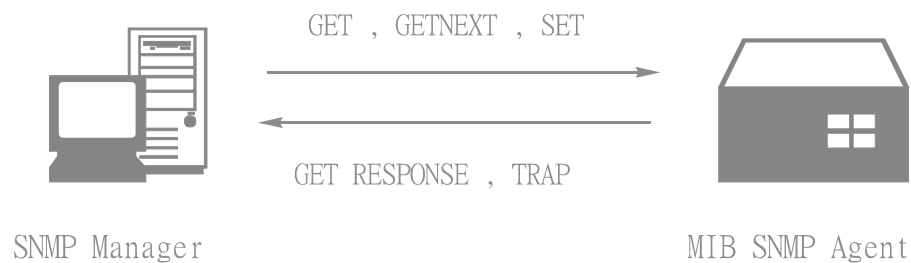 GET , GETNEXT , SET
GET RESPONSE , TRAP
SNMP Manager
MIB SNMP Agent